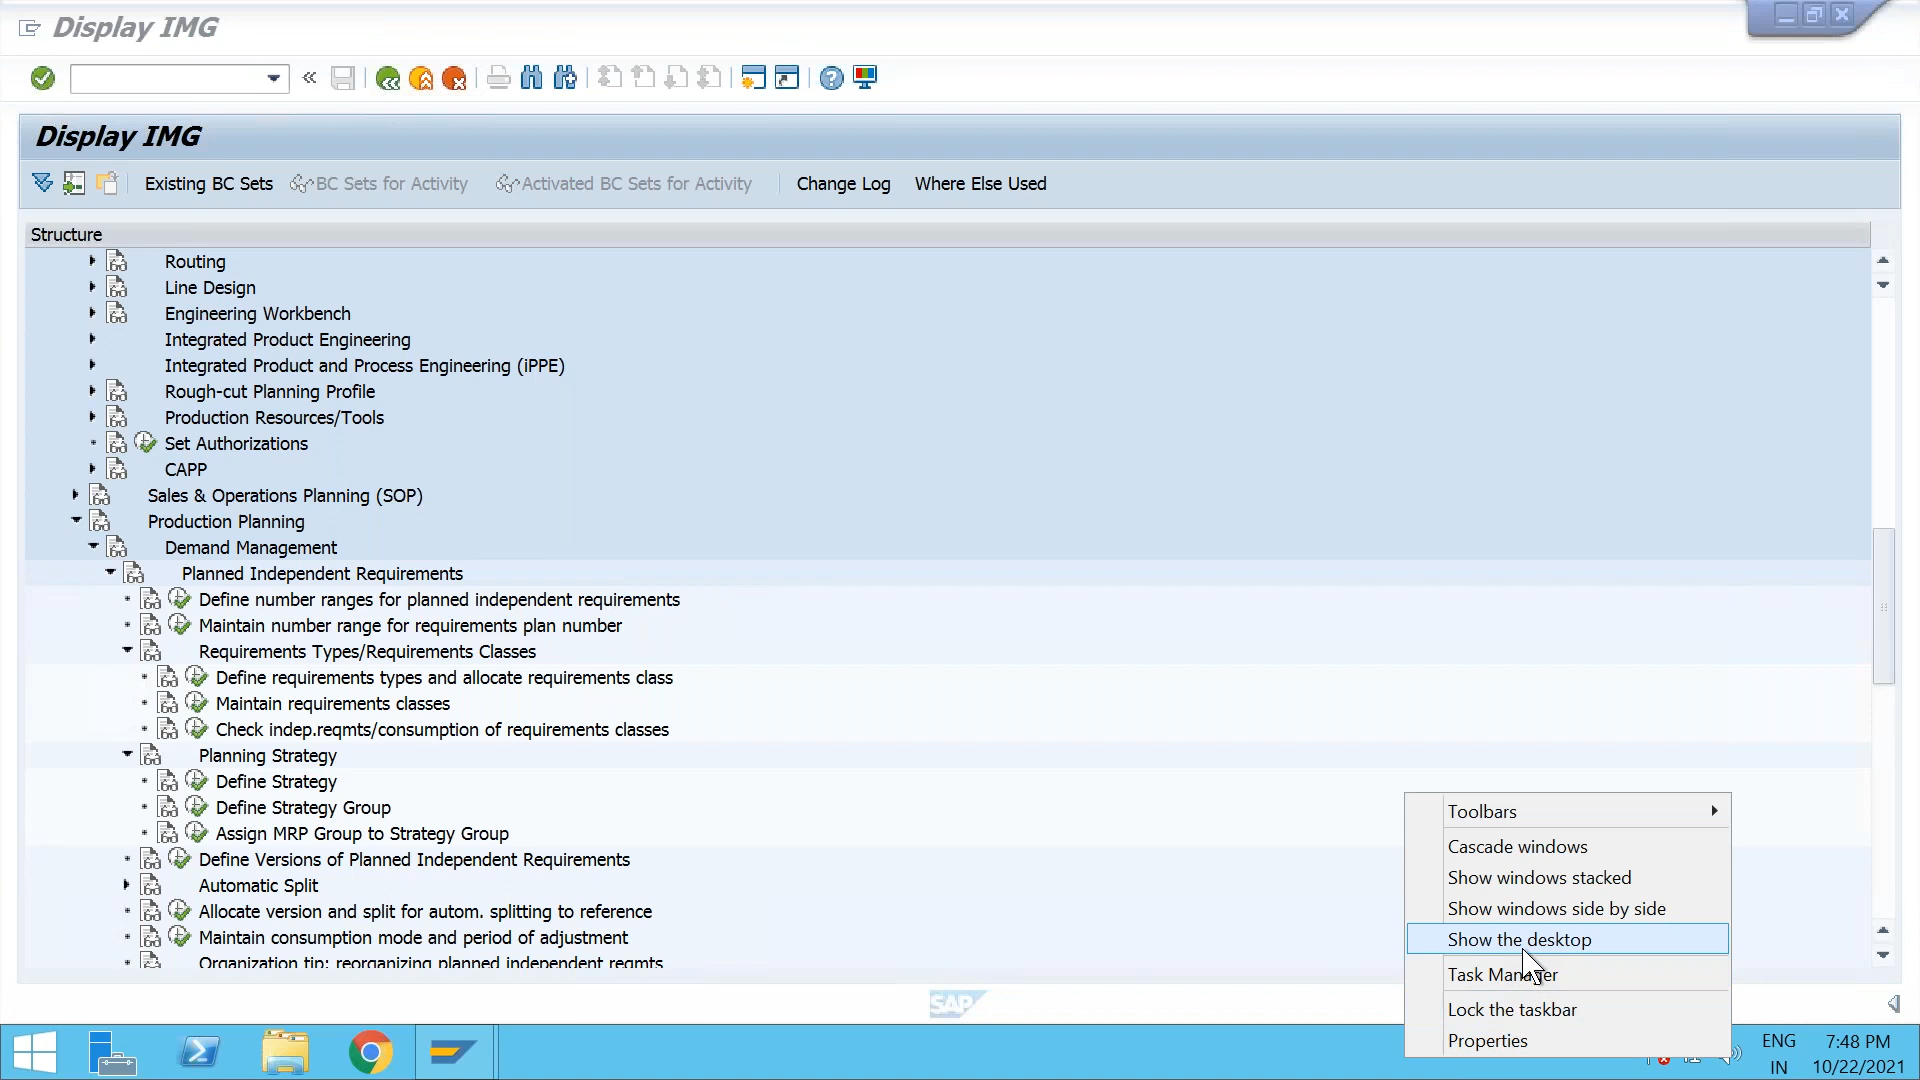 Display IMG
Display IMG
Existing BC Sets BC Sets for Activity Activated BC Sets for Activity Change Log Where Else Used
Structure
Routing
Line Design
Engineering Workbench
Integrated Product Engineering
Integrated Product and Process Engineering (iPPE)
Rough-cut Planning Profile
Production Resources/Tools
Set Authorizations
CAPP
Sales & Operations Planning (SOP)
Production Planning
Demand Management
Planned Independent Requirements
Define number ranges for planned independent requirements
Maintain number range for requirements plan number
Requirements Types/Requirements Classes
Define requirements types and allocate requirements class
Maintain requirements classes
Check indep.reqmts/consumption of requirements classes
Planning Strategy
Define Strategy
Define Strategy Group
Assign MRP Group to Strategy Group
Define Versions of Planned Independent Requirements
Automatic Split
Allocate version and split for autom. splitting to reference
Maintain consumption mode and period of adjustment
Organization tip: reorganizing planned independent reqmts
Toolbars
Cascade windows
Show windows stacked
Show windows side by side
Show the desktop
Task Manager
Lock the taskbar
Properties
SAP
ENG
IN
7:48 PM
10/22/2021